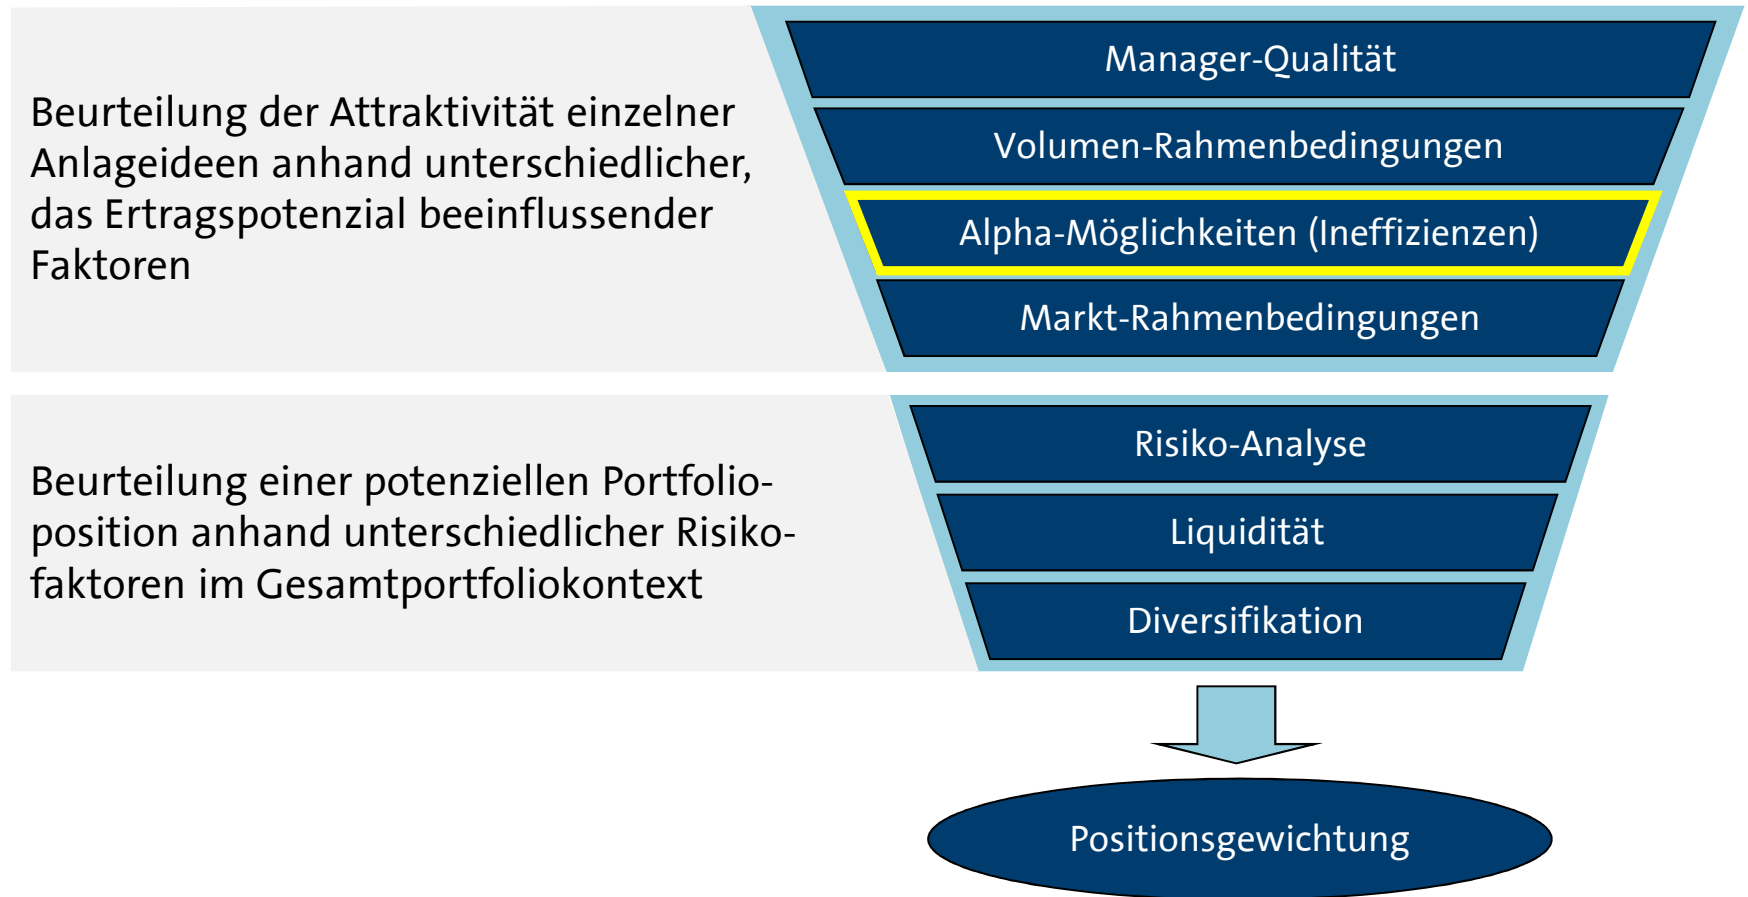 Beurteilung der Attraktivität einzelner
Anlageideen anhand unterschiedlicher,
das Ertragspotenzial beeinflussender
Faktoren
Manager-Qualität
Volumen-Rahmenbedingungen
Alpha-Möglichkeiten (Ineffizienzen)
Markt-Rahmenbedingungen
Beurteilung einer potenziellen Portfolio-
position anhand unterschiedlicher Risiko-
faktoren im Gesamtportfoliokontext
Risiko-Analyse
Liquidität
Diversifikation
Positionsgewichtung